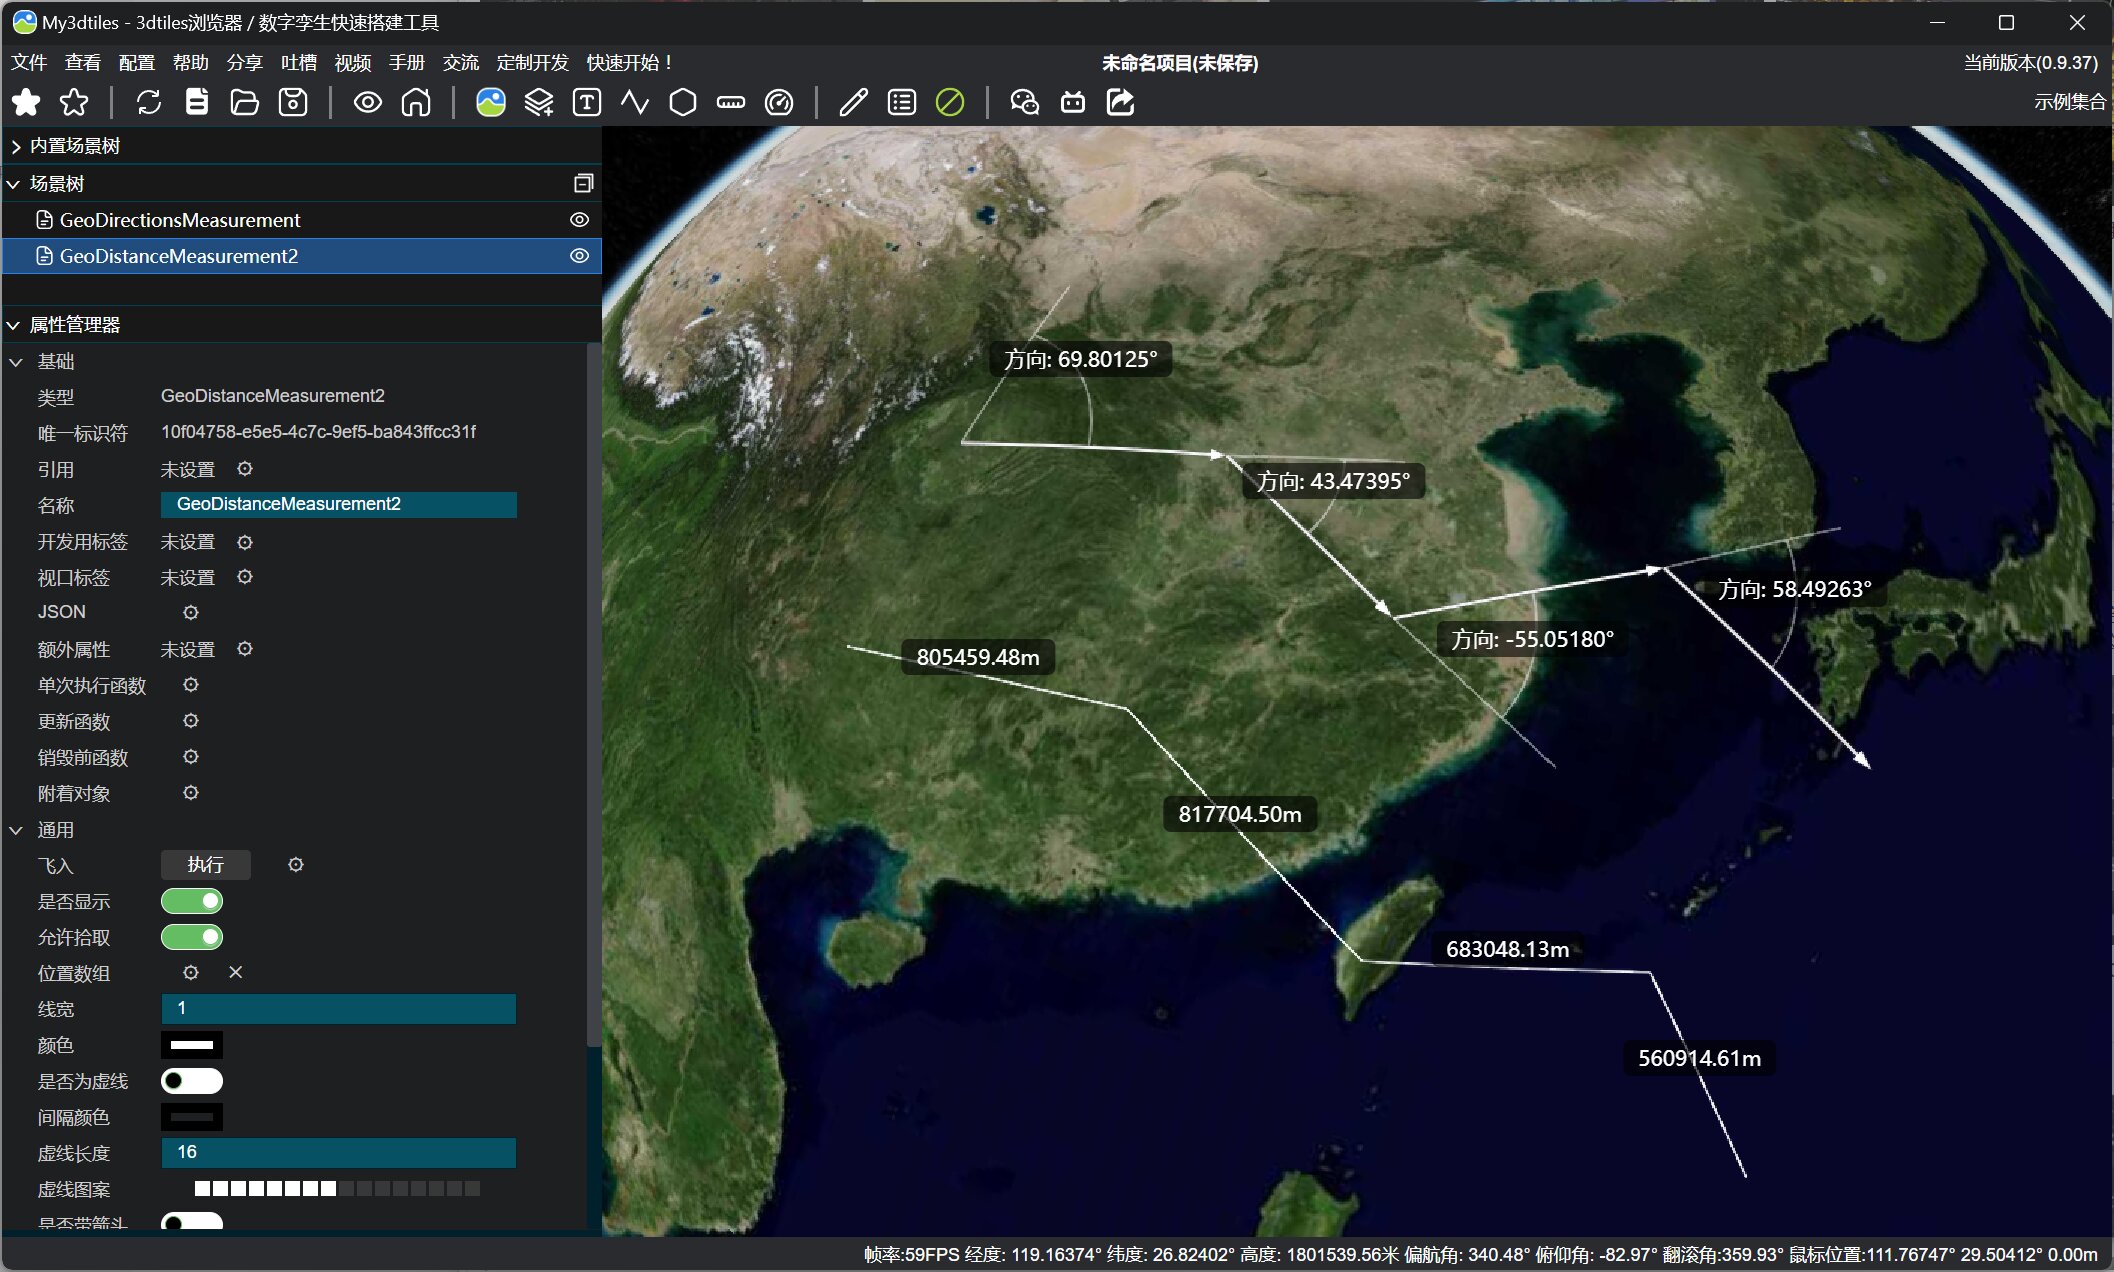 My3dtiles - 3dtiles浏览器 / 数字孪生快速搭建工具
文件 查看 配置 帮助 分享 吐槽 视频 手册 交流 定制开发 快速开始！ 未命名项目(未保存) 当前版本(0.9.37)
示例集合
内置场景树
场景树
GeoDirectionsMeasurement
GeoDistanceMeasurement2
属性管理器
基础
类型 GeoDistanceMeasurement2
唯一标识符 10f04758-e5e5-4c7c-9ef5-ba843ffcc31f
引用 未设置
名称 GeoDistanceMeasurement2
开发用标签 未设置
视口标签 未设置
JSON
额外属性 未设置
单次执行函数
更新函数
销毁前函数
附着对象
通用
飞入 执行
是否显示
允许拾取
位置数组
线宽 1
颜色
是否为虚线
间隔颜色
虚线长度 16
虚线图案
是否带箭头
方向: 69.80125°
方向: 43.47395°
方向: 58.49263°
方向: -55.05180°
805459.48m
817704.50m
683048.13m
560914.61m
帧率:59FPS 经度: 119.16374° 纬度: 26.82402° 高度: 1801539.56米 偏航角: 340.48° 俯仰角: -82.97° 翻滚角:359.93° 鼠标位置:111.76747° 29.50412° 0.00m